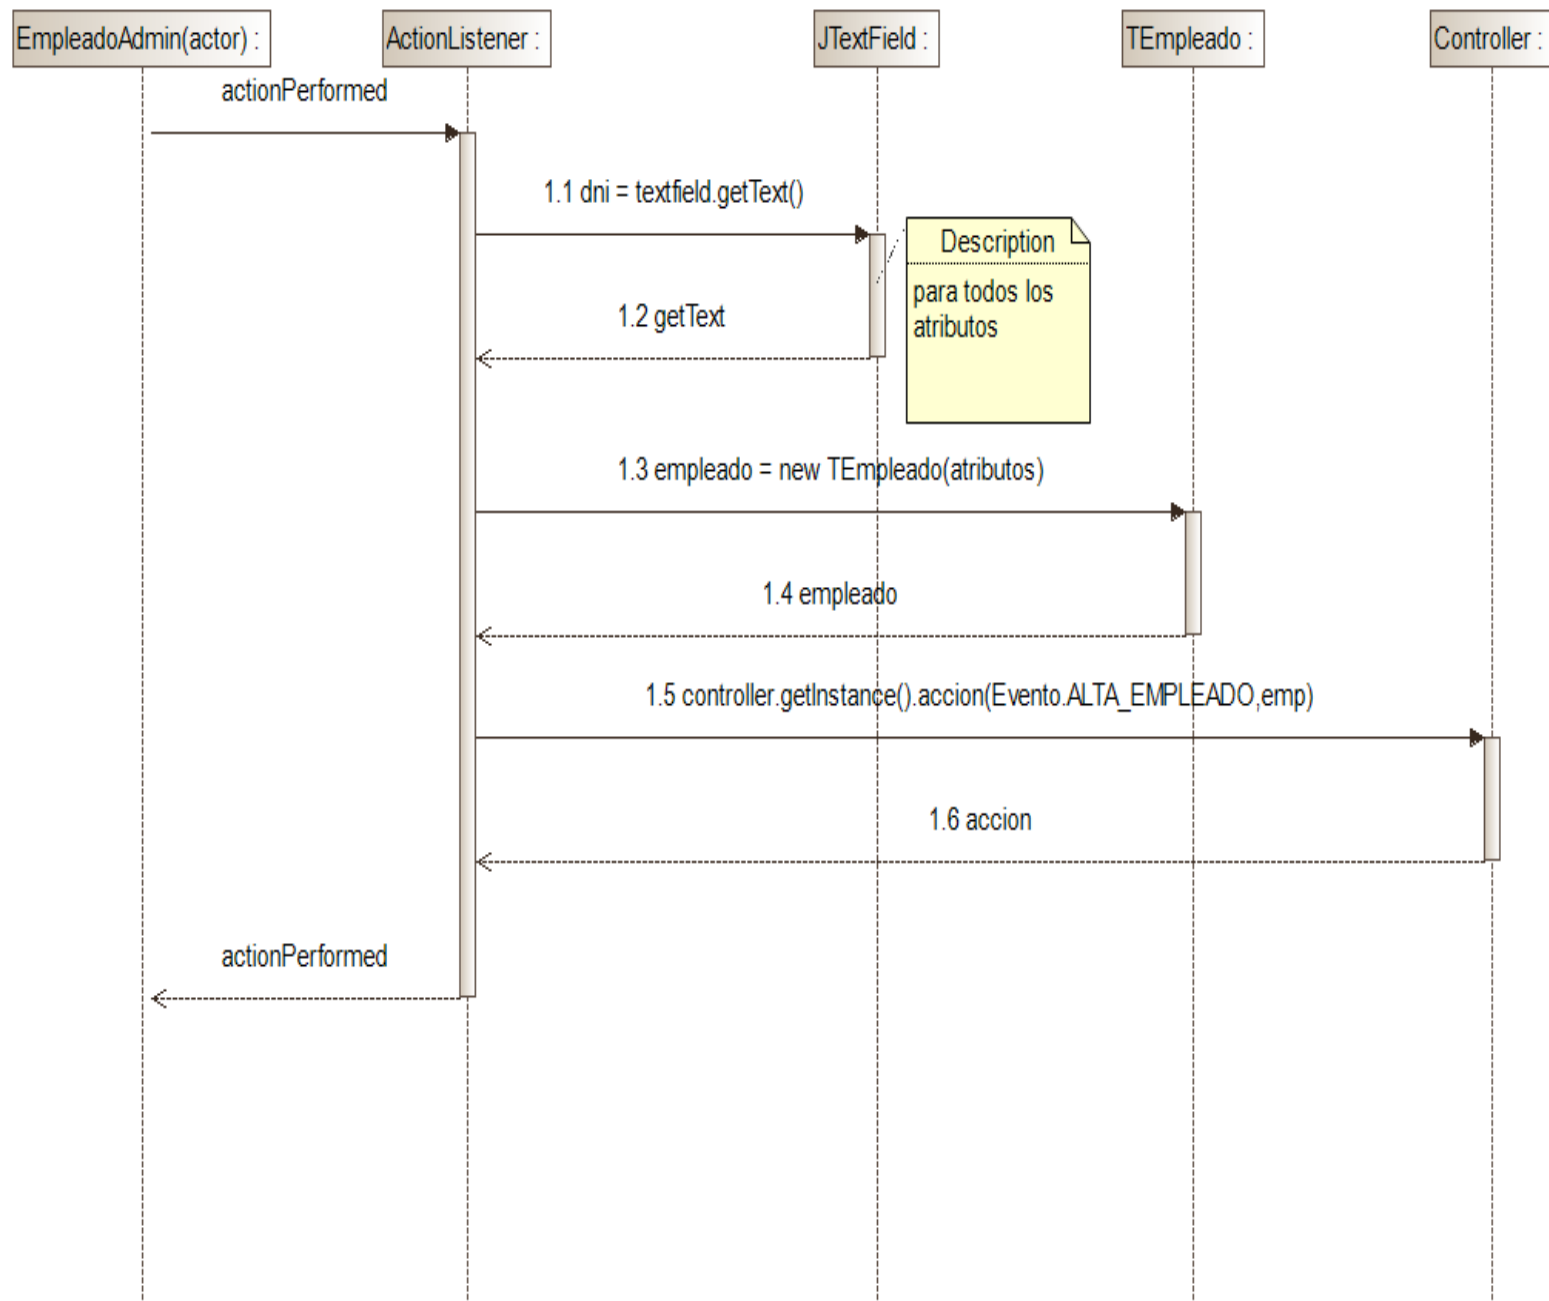 EmpleadoAdmin(actor) :
ActionListener :
JTextField :
TEmpleado :
Controller :
actionPerformed
1.1 dni = textfield.getText()
Description
para todos los
atributos
1.2 getText
1.3 empleado = new TEmpleado(atributos)
1.4 empleado
1.5 controller.getInstance().accion(Evento.ALTA_EMPLEADO,emp)
1.6 accion
actionPerformed